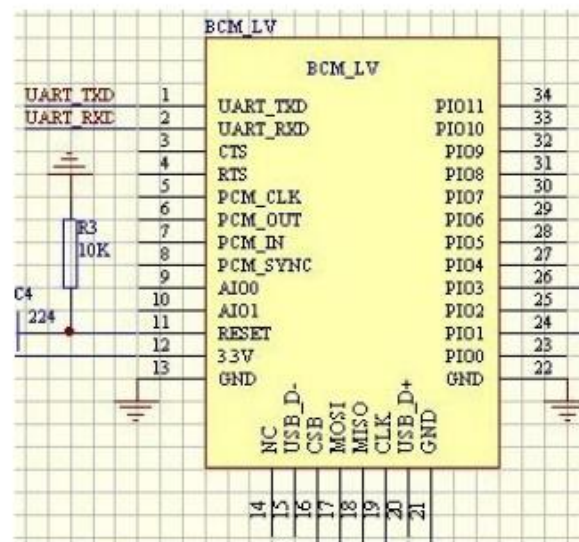 BCM_LV
BCM_LV
UART_TXD 1 UART_TXD PIO11 34
UART_RXD 2 UART_RXD PIO10 33
3 CTS PIO9 32
4 RTS PIO8 31
5 PCM_CLK PIO7 30
6 PCM_OUT PIO6 29
R3 7 PCM_IN PIO5 28
10K 8 PCM_SYNC PIO4 27
9 AIO0 PIO3 26
C4 10 AIO1 PIO2 25
224 11 RESET PIO1 24
12 3.3V PIO0 23
13 GND GND 22
NC USB_D- CSB MOSI MISO CLK USB_D+ GND
14 15 16 17 18 19 20 21